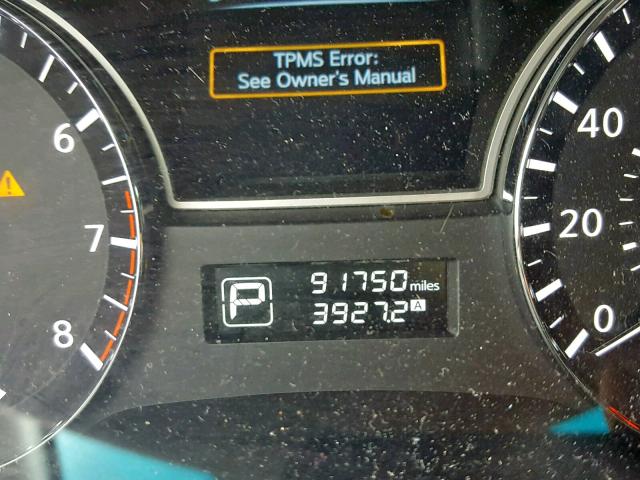 TPMS Error:
See Owner's Manual
6
7
8
40
20
0
P
91750 miles
3927.2 A